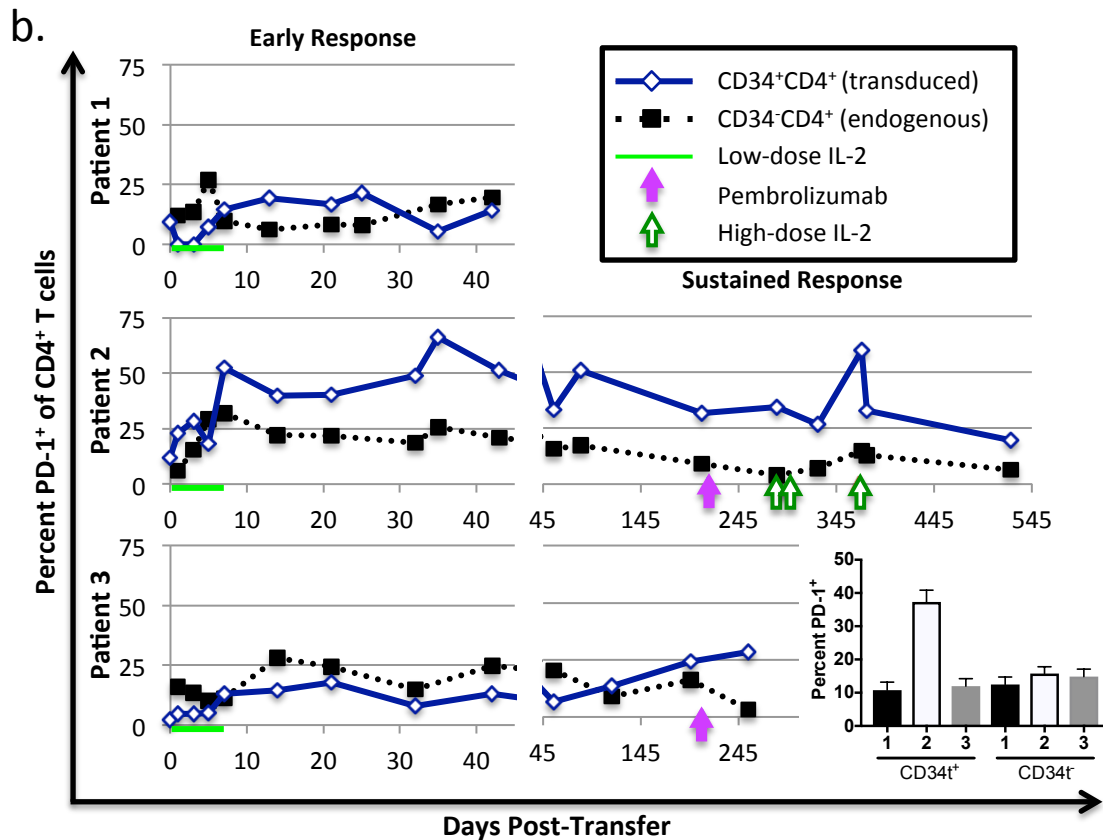 b.
Early Response
CD34⁺CD4⁺ (transduced)
CD34⁻CD4⁺ (endogenous)
Low-dose IL-2
Pembrolizumab
High-dose IL-2
Percent PD-1⁺ of CD4⁺ T cells
Patient 1
75
50
25
0
0 10 20 30 40
Sustained Response
Patient 2
75
50
25
0
0 10 20 30 40
45 145 245 345 445 545
Patient 3
75
50
25
0
0 10 20 30 40
45 145 245
Percent PD-1⁺
50
40
30
20
10
0
1 2 3 1 2 3
CD34t⁺ CD34t⁻
Days Post-Transfer